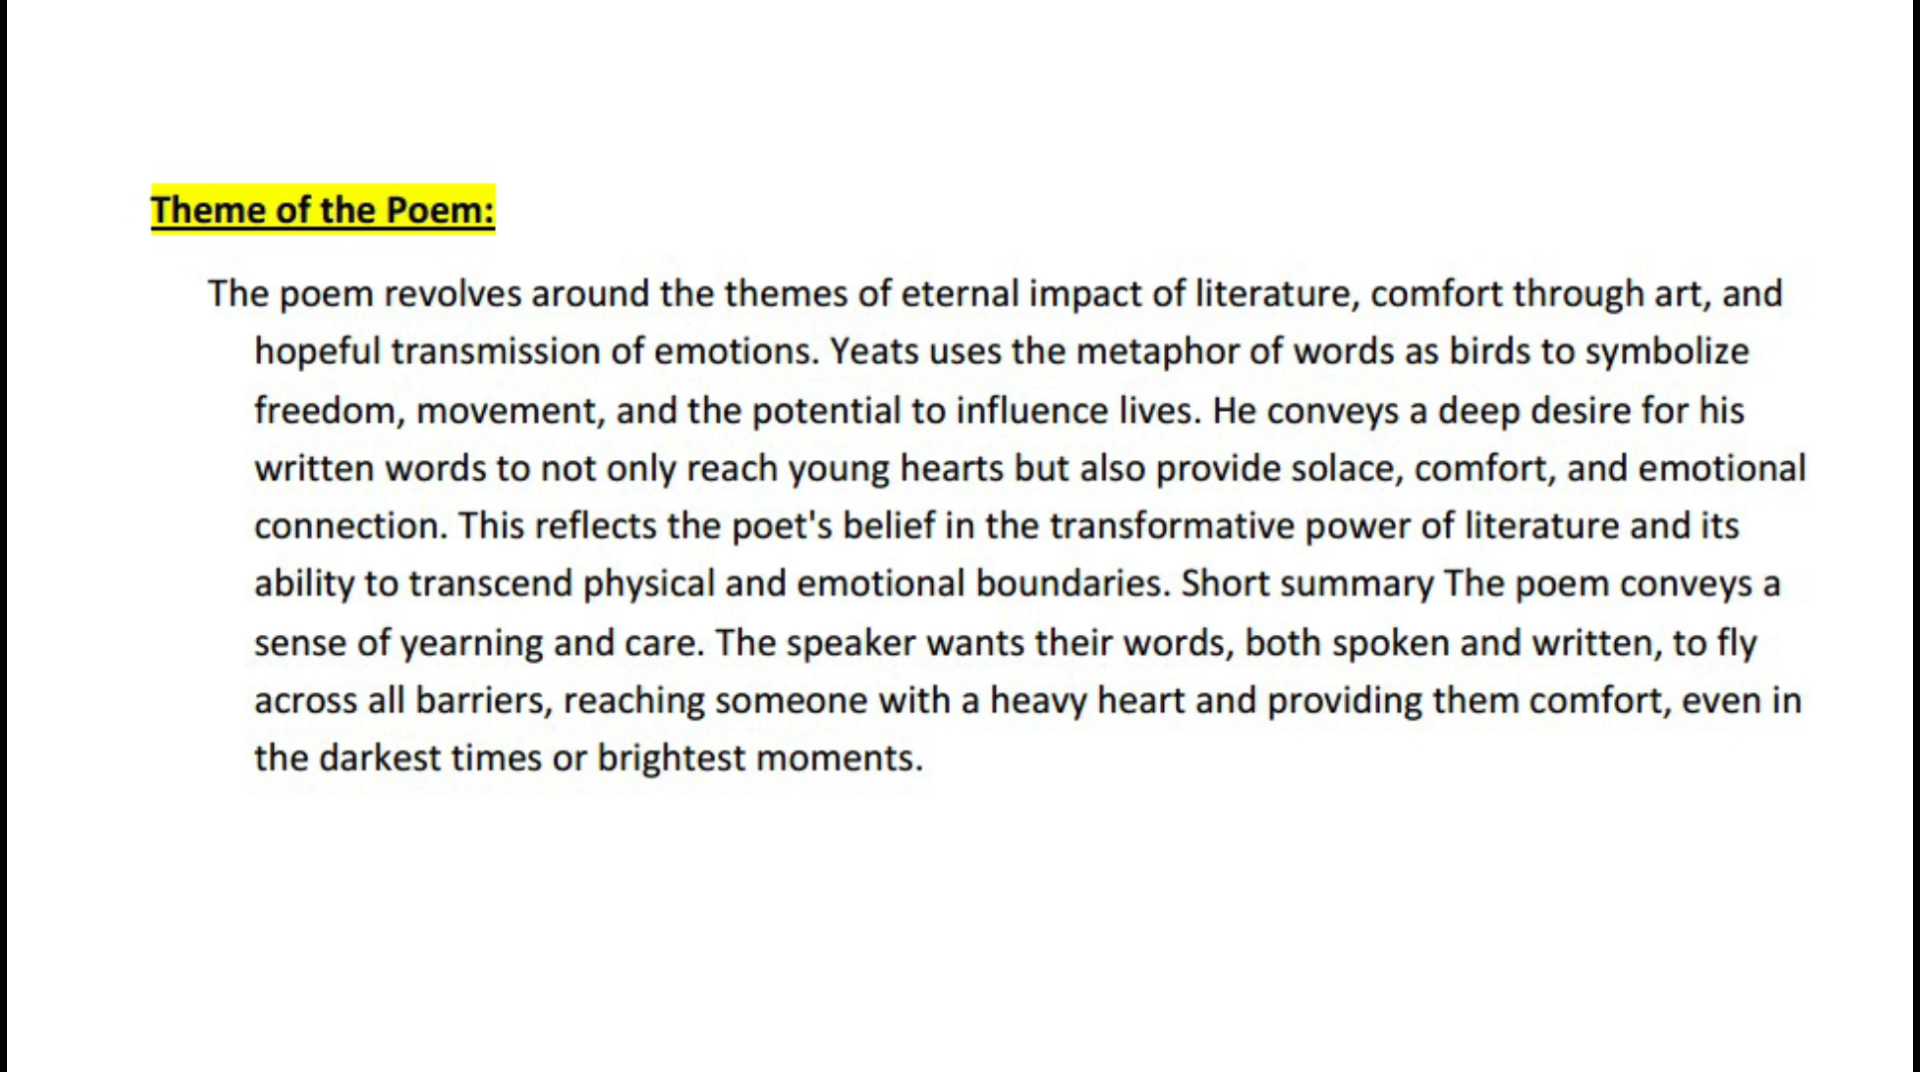 Theme of the Poem:
The poem revolves around the themes of eternal impact of literature, comfort through art, and
hopeful transmission of emotions. Yeats uses the metaphor of words as birds to symbolize
freedom, movement, and the potential to influence lives. He conveys a deep desire for his
written words to not only reach young hearts but also provide solace, comfort, and emotional
connection. This reflects the poet's belief in the transformative power of literature and its
ability to transcend physical and emotional boundaries. Short summary The poem conveys a
sense of yearning and care. The speaker wants their words, both spoken and written, to fly
across all barriers, reaching someone with a heavy heart and providing them comfort, even in
the darkest times or brightest moments.